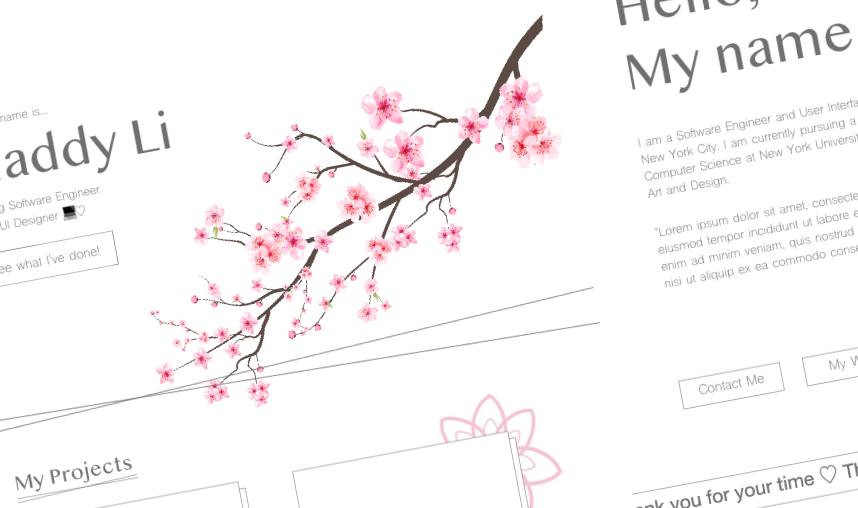 name is...
addy Li
g Software Engineer
UI Designer 💻♡
ee what I've done!
My Projects
Hello,
My name
I am a Software Engineer and User Interfa
New York City. I am currently pursuing a
Computer Science at New York Universi
Art and Design.
"Lorem ipsum dolor sit amet, consecte
eiusmod tempor incididunt ut labore e
enim ad minim veniam, quis nostrud
nisi ut aliquip ex ea commodo conse
Contact Me
My W
nk you for your time ♡ Th